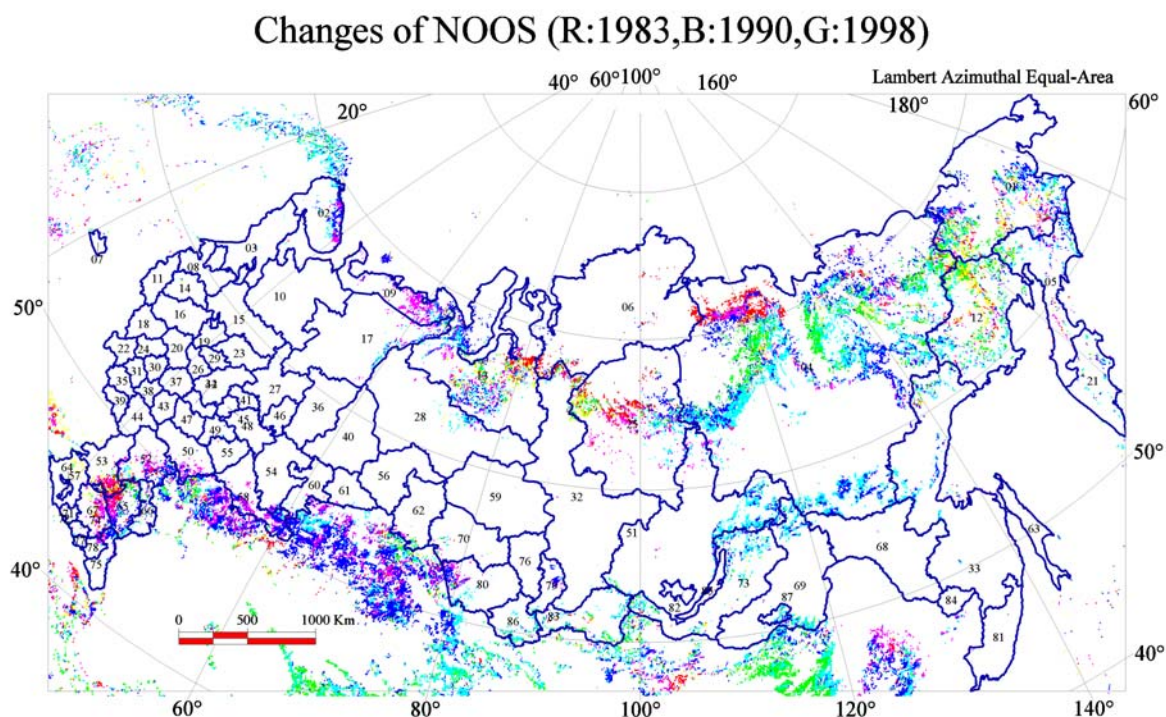 Changes of NOOS (R:1983,B:1990,G:1998)
Lambert Azimuthal Equal-Area
40° 60° 100° 160°
20° 180° 60°
01
02
03
07
08
05
11 14 10 09 06
12
16 15
50° 18 17
22 24 20 19 23 13
31 30 29 26 21
35 38 37 27
39 43 41 46 36 28
44 47 45 48 40
49 50°
50 55
64 53 52 54 56 59 32
57 58 60 61 63
67 62 51 68
70
78 76 73 33
75 80 69
40° 82 87 84
86 83 81
0 500 1000 Km
40°
60° 80° 100° 120° 140°